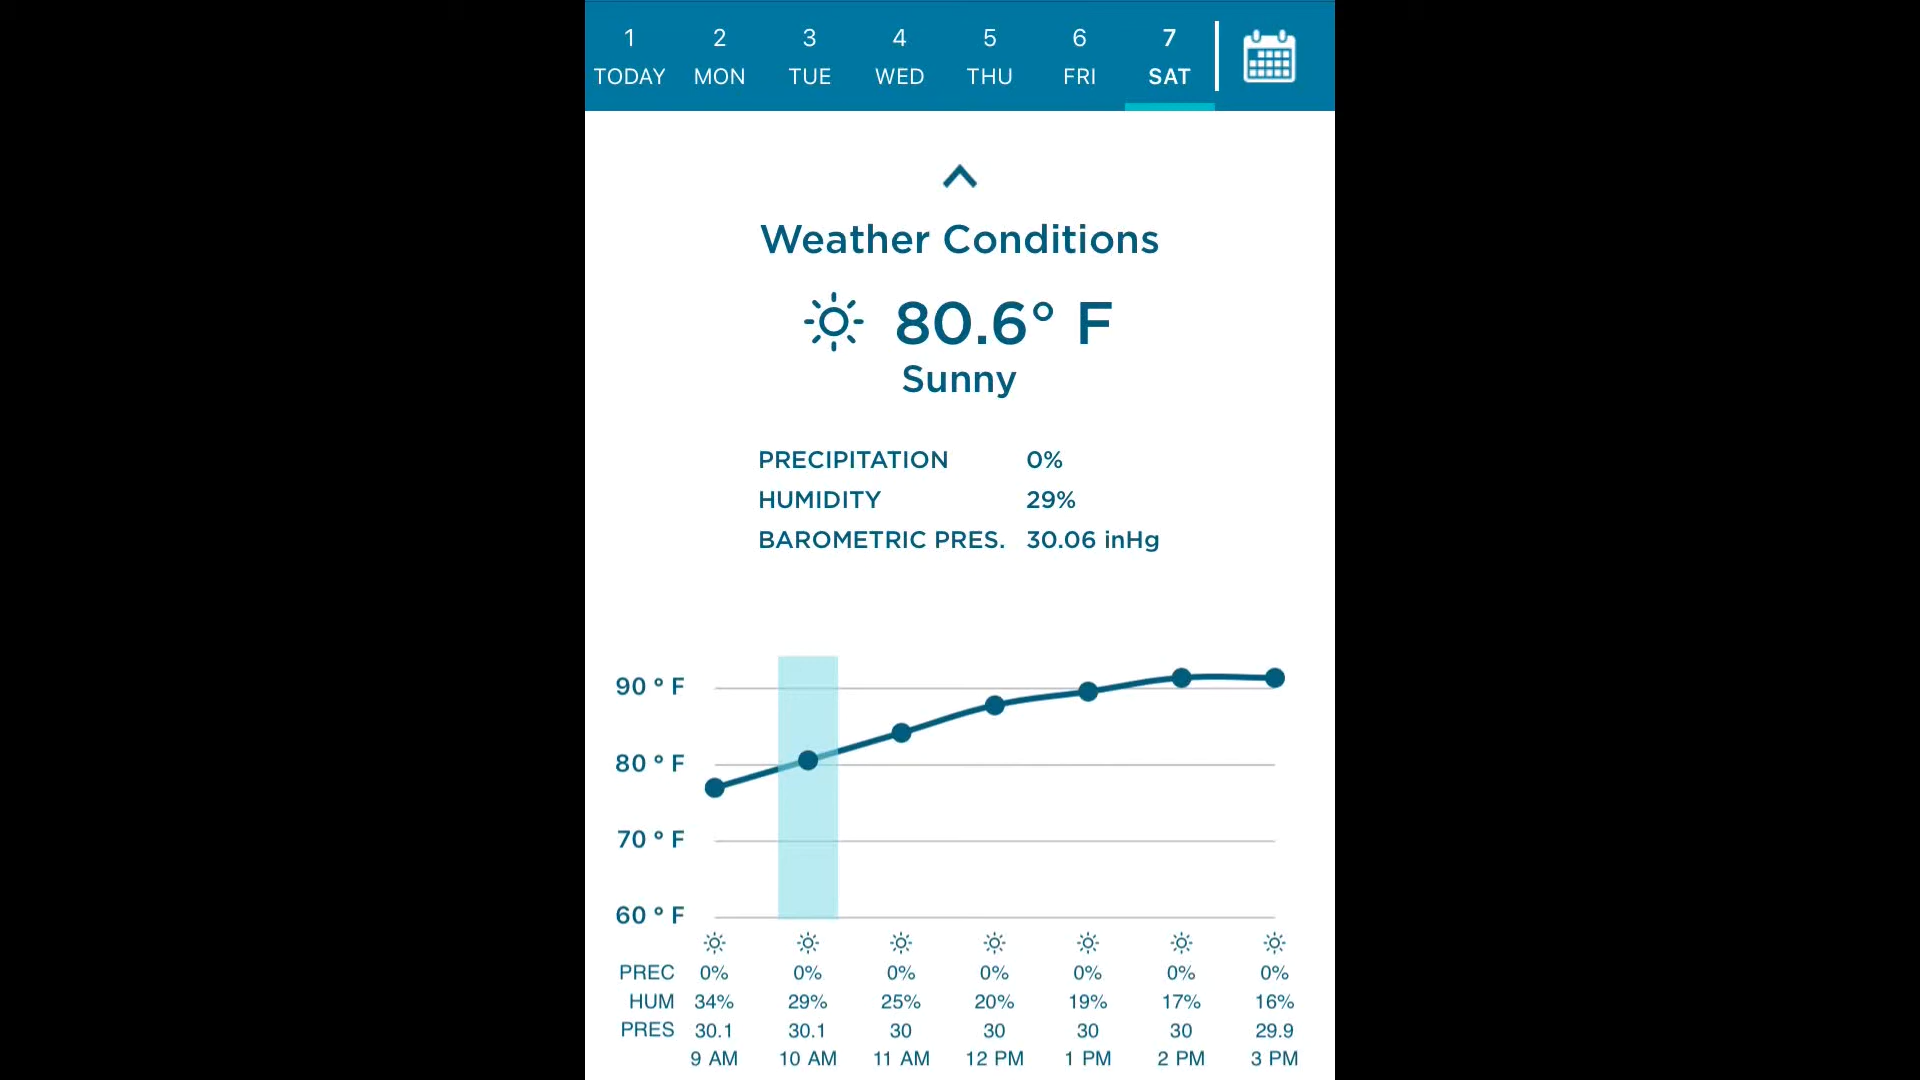 1 2 3 4 5 6 7
TODAY MON TUE WED THU FRI SAT
Weather Conditions
80.6° F
Sunny
PRECIPITATION 0%
HUMIDITY 29%
BAROMETRIC PRES. 30.06 inHg
90 ° F
80 ° F
70 ° F
60 ° F
PREC 0% 0% 0% 0% 0% 0% 0%
HUM 34% 29% 25% 20% 19% 17% 16%
PRES 30.1 30.1 30 30 30 30 29.9
9 AM 10 AM 11 AM 12 PM 1 PM 2 PM 3 PM